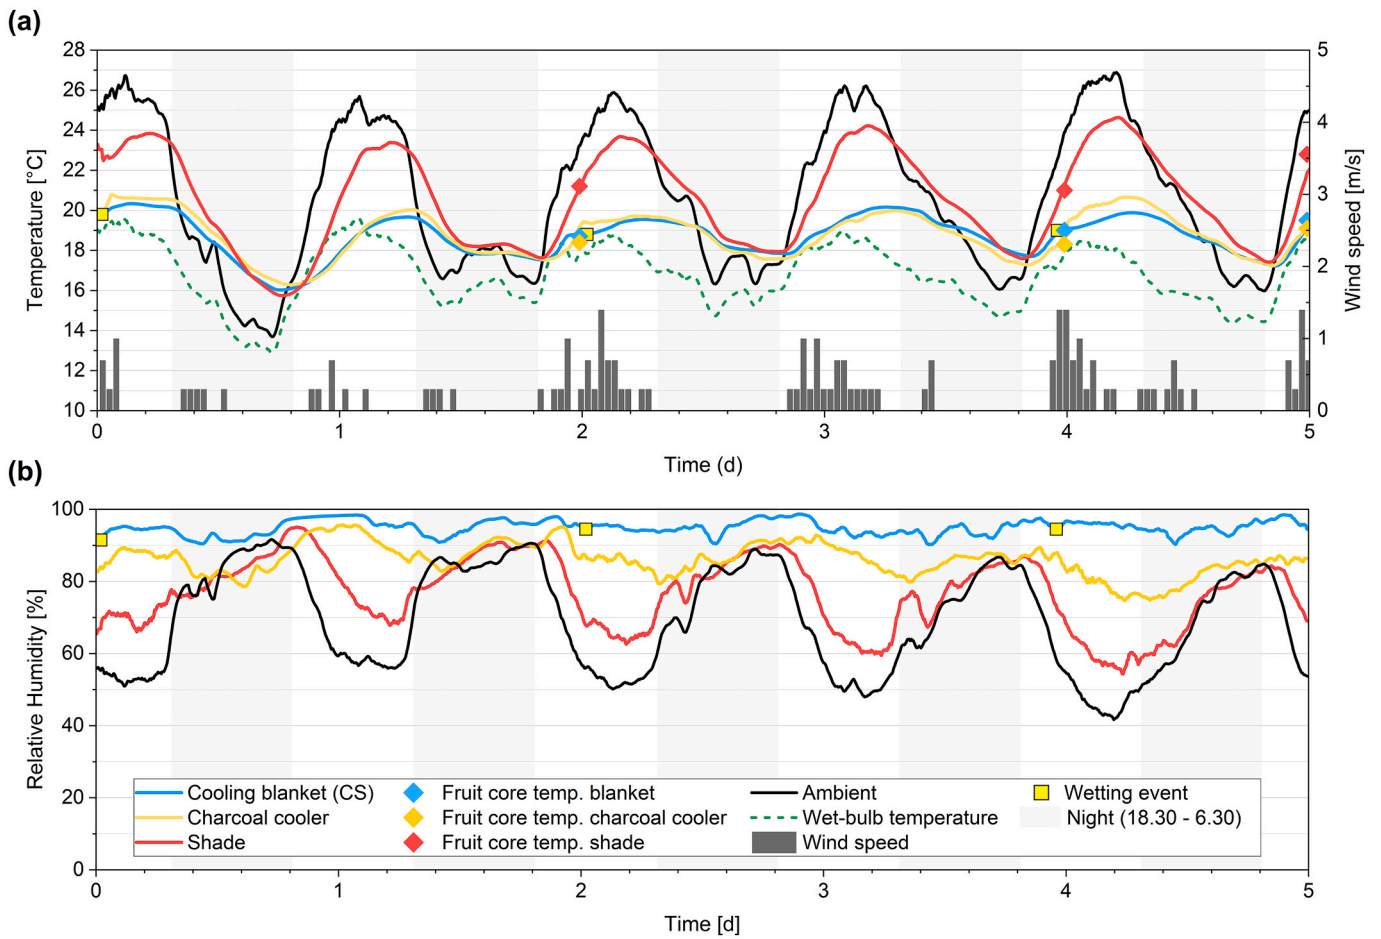 (a)
28
26
24
22
20
18
16
14
12
10
Temperature [°C]
5
4
3
2
1
0
Wind speed [m/s]
0 1 2 3 4 5
Time (d)
(b)
100
80
60
40
20
0
Relative Humidity [%]
Cooling blanket (CS) Fruit core temp. blanket Ambient Wetting event
Charcoal cooler Fruit core temp. charcoal cooler Wet-bulb temperature Night (18.30 - 6.30)
Shade Fruit core temp. shade Wind speed
0 1 2 3 4 5
Time [d]